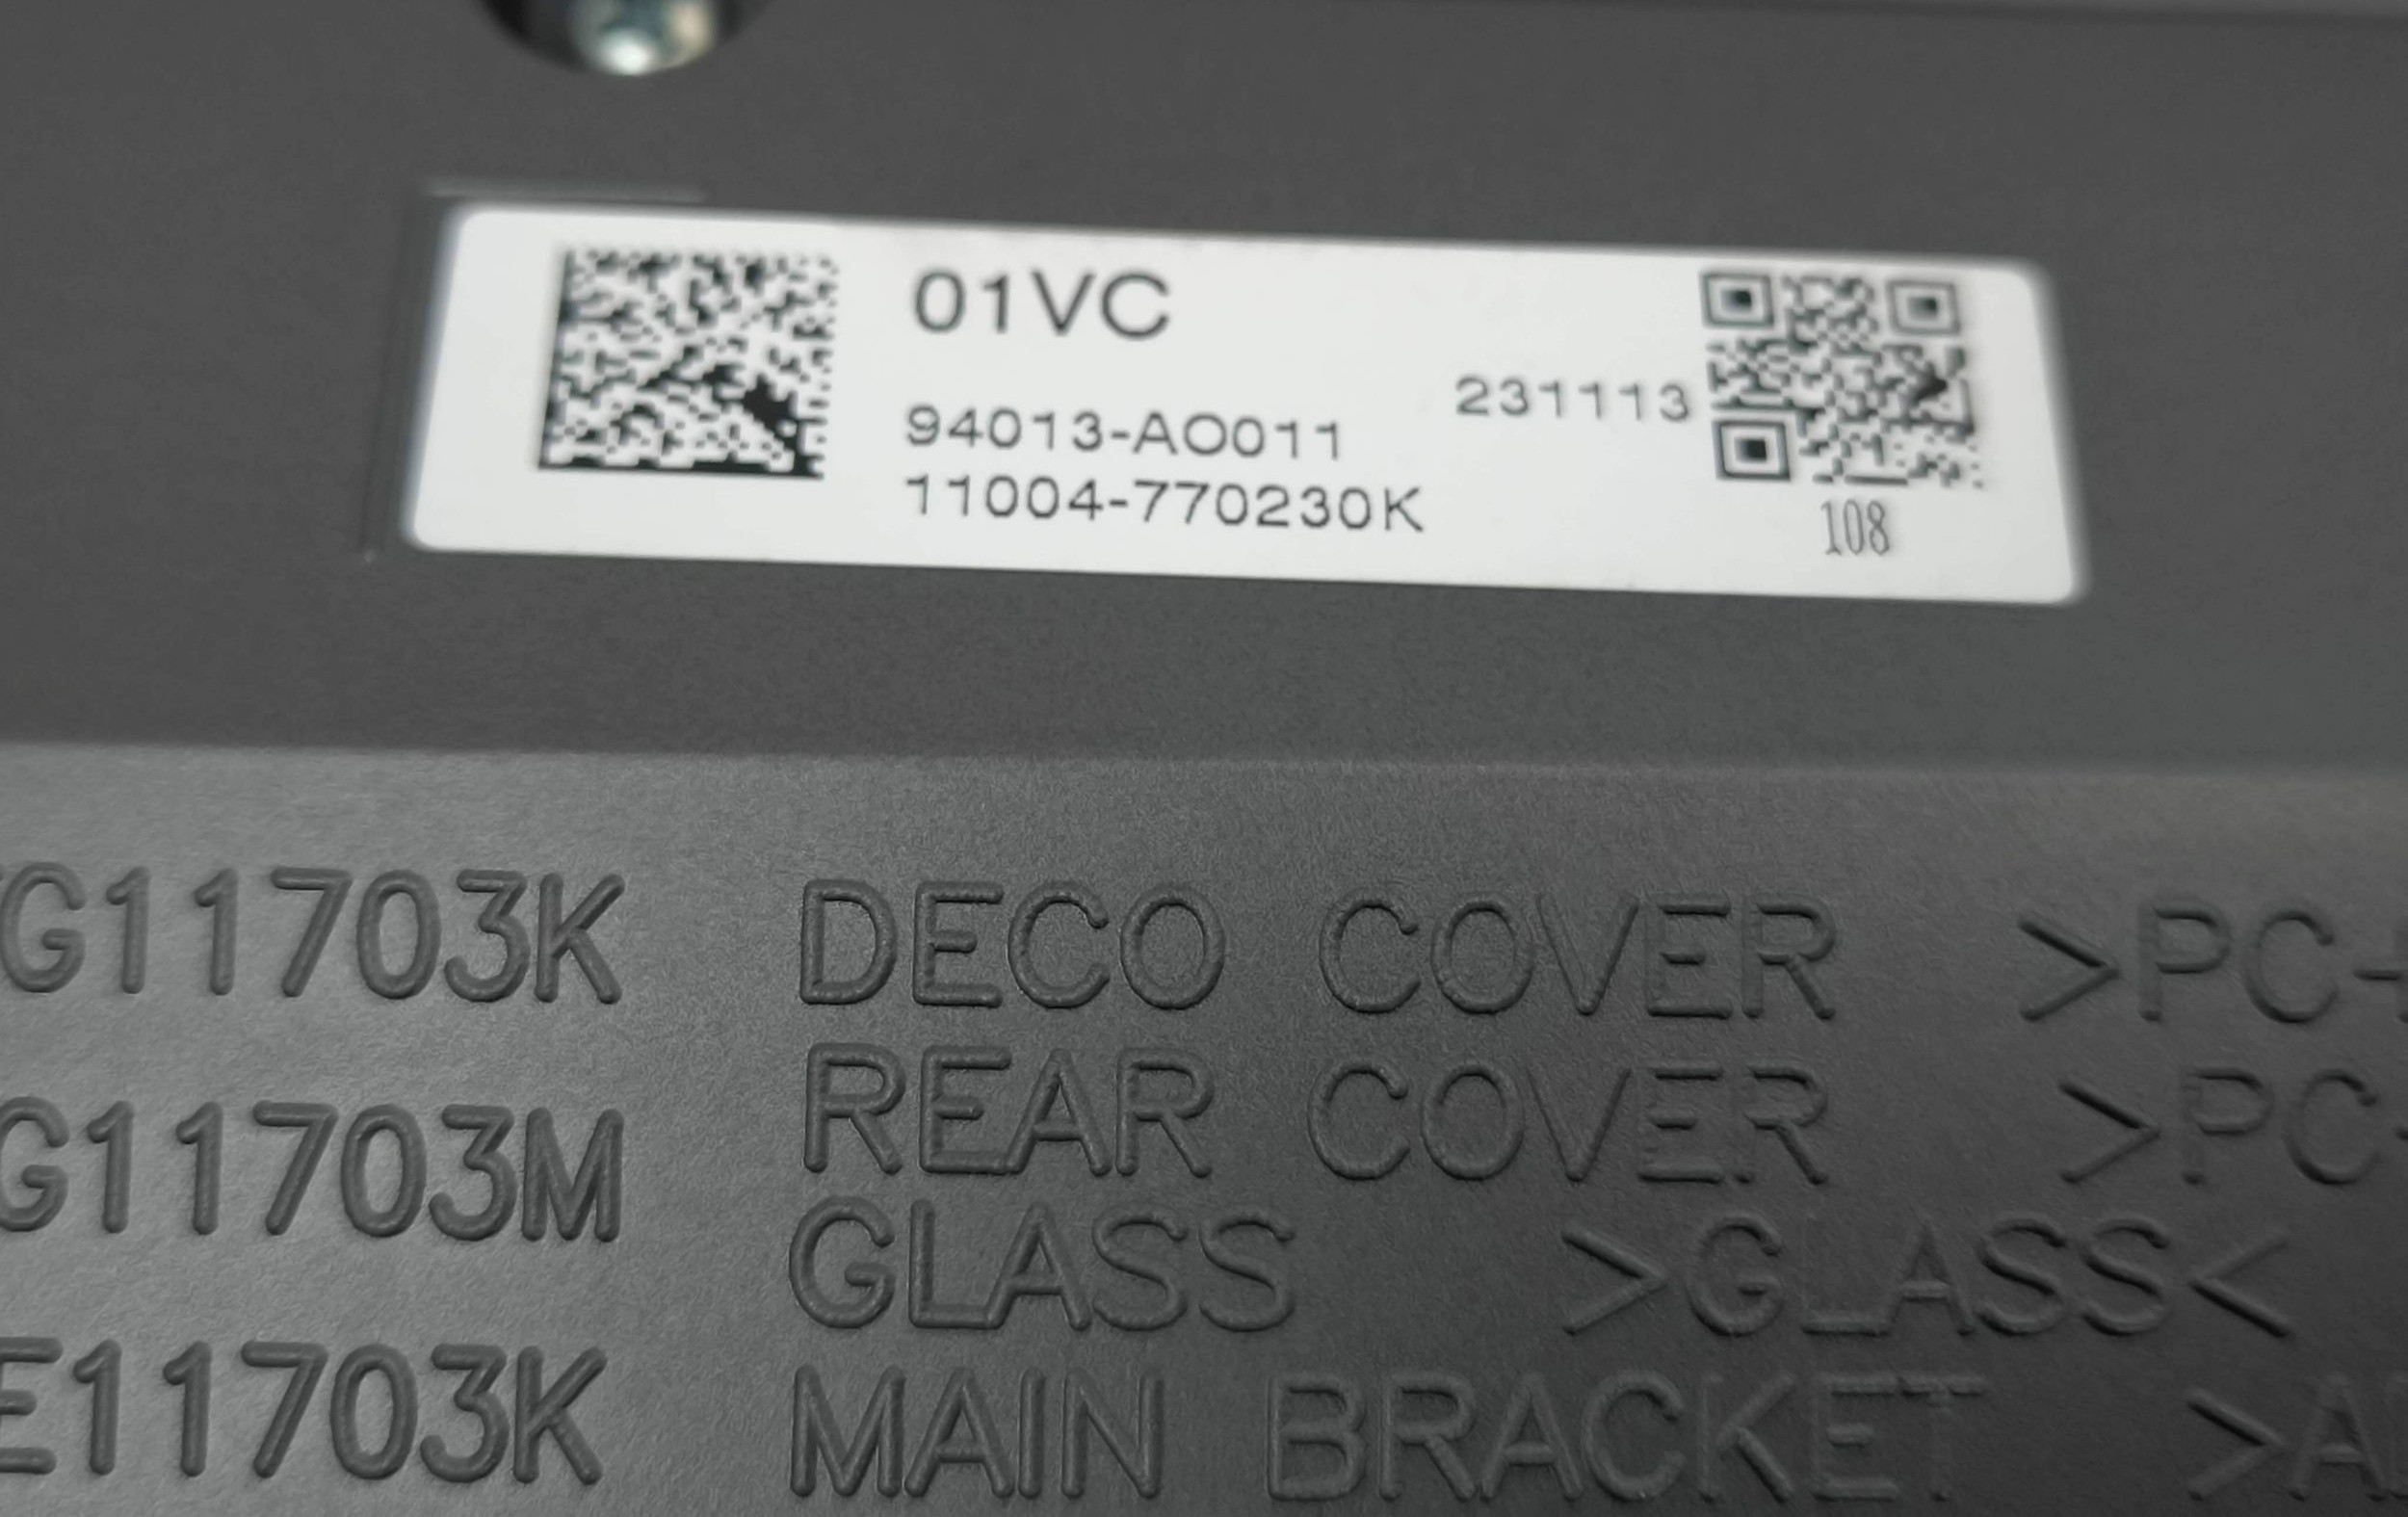 01VC
231113
94013-AO011
11004-770230K
108
G11703K DECO COVER >PC-
REAR COVER >PC-
G11703M
GLASS >GLASS<
E11703K MAIN BRACKET >A